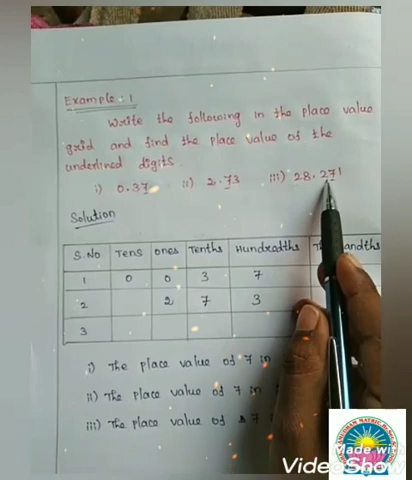 Example : 1
Write the following in the place value
grid and find the place value of the
underlined digits.
i) 0.37 ii) 2.73 iii) 28.271
Solution
S.No Tens Ones Tenths Hundredths
1 0 0 3 7
2 2 7 3
3
i) The place value of 7 in
ii) The place value of 7 in
iii) The place value of 7
Made with
VideoShow